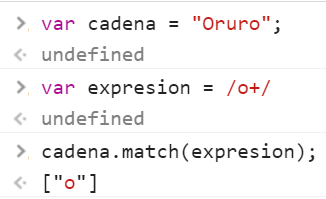 > var cadena = "Oruro";
< undefined
> var expresion = /o+/
< undefined
> cadena.match(expresion);
< ["o"]